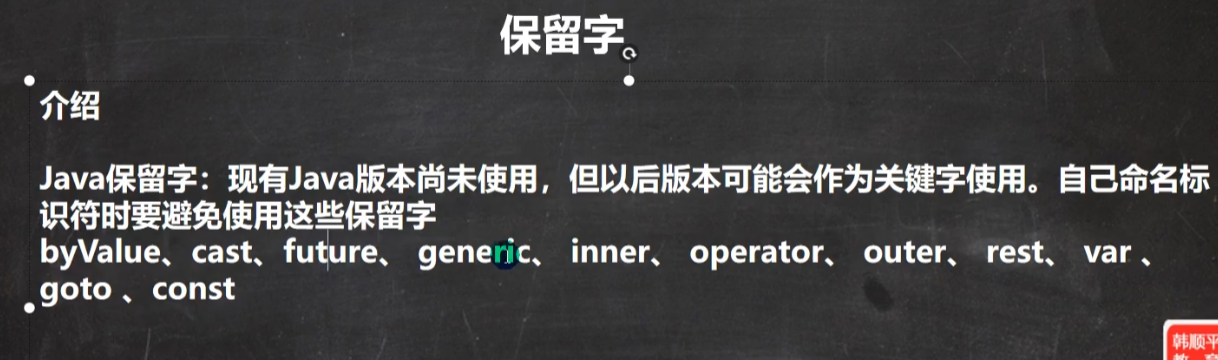 保留字
介绍
Java保留字：现有Java版本尚未使用，但以后版本可能会作为关键字使用。自己命名标
识符时要避免使用这些保留字
byValue、cast、future、 generic、 inner、 operator、 outer、 rest、 var 、
goto 、const
韩顺平